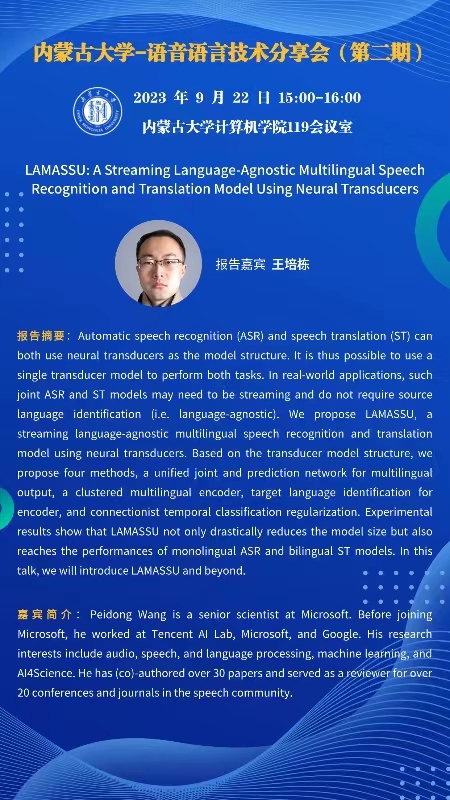 内蒙古大学-语音语言技术分享会（第二期）
2023 年 9 月 22 日 15:00-16:00
内蒙古大学计算机学院119会议室
LAMASSU: A Streaming Language-Agnostic Multilingual Speech
Recognition and Translation Model Using Neural Transducers
报告嘉宾 王培栋
报告摘要：Automatic speech recognition (ASR) and speech translation (ST) can
both use neural transducers as the model structure. It is thus possible to use a
single transducer model to perform both tasks. In real-world applications, such
joint ASR and ST models may need to be streaming and do not require source
language identification (i.e. language-agnostic). We propose LAMASSU, a
streaming language-agnostic multilingual speech recognition and translation
model using neural transducers. Based on the transducer model structure, we
propose four methods, a unified joint and prediction network for multilingual
output, a clustered multilingual encoder, target language identification for
encoder, and connectionist temporal classification regularization. Experimental
results show that LAMASSU not only drastically reduces the model size but also
reaches the performances of monolingual ASR and bilingual ST models. In this
talk, we will introduce LAMASSU and beyond.
嘉宾简介：Peidong Wang is a senior scientist at Microsoft. Before joining
Microsoft, he worked at Tencent AI Lab, Microsoft, and Google. His research
interests include audio, speech, and language processing, machine learning, and
AI4Science. He has (co)-authored over 30 papers and served as a reviewer for over
20 conferences and journals in the speech community.